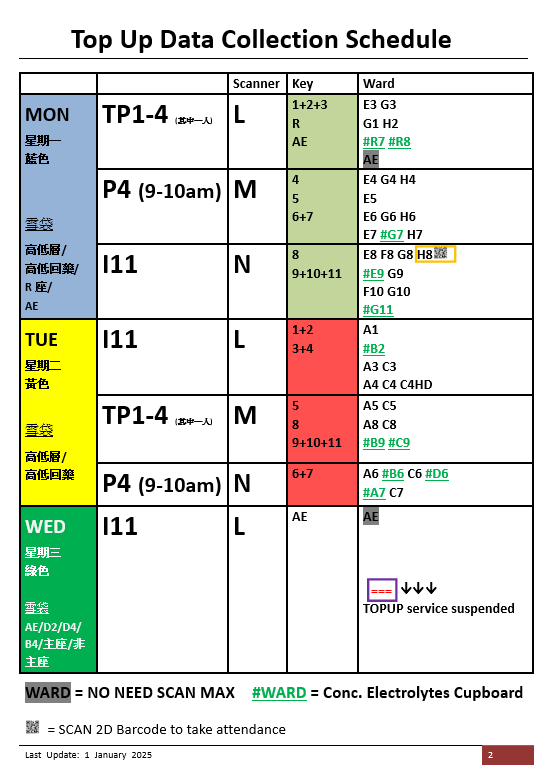 Top Up Data Collection Schedule
Scanner Key Ward
MON
星期一
藍色
雪袋
高低層/
高低回藥/
R 座/
AE
TP1-4 (其中一人) L
1+2+3
R
AE
E3 G3
G1 H2
#R7 #R8
AE
P4 (9-10am) M
4
5
6+7
E4 G4 H4
E5
E6 G6 H6
E7 #G7 H7
I11 N
8
9+10+11
E8 F8 G8 H8
#E9 G9
F10 G10
#G11
TUE
星期二
黃色
雪袋
高低層/
高低回藥
I11 L
1+2
3+4
A1
#B2
A3 C3
A4 C4 C4HD
TP1-4 (其中一人) M
5
8
9+10+11
A5 C5
A8 C8
#B9 #C9
P4 (9-10am) N
6+7
A6 #B6 C6 #D6
#A7 C7
WED
星期三
綠色
雪袋
AE/D2/D4/
B4/主座/非
主座
I11 L
AE
AE
=== ↓↓↓
TOPUP service suspended
WARD = NO NEED SCAN MAX #WARD = Conc. Electrolytes Cupboard
= SCAN 2D Barcode to take attendance
Last Update: 1 January 2025 2